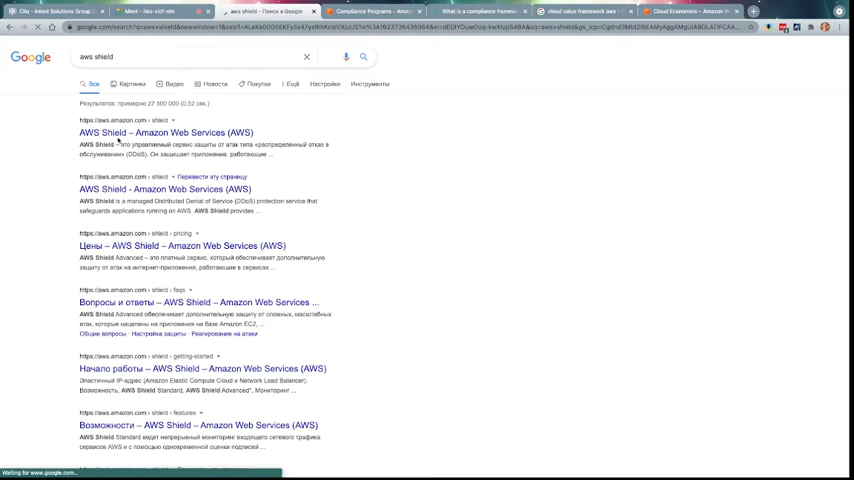 Cliq - Intent Solutions Group
Meet - hko-zicf-xin
aws shield - Поиск в Google
Compliance Programs - Amaz
What is a compliance framew
cloud value framework aws -
Cloud Economics – Amazon W
Google
aws shield
Все
Картинки
Видео
Новости
Покупки
Ещё
Настройки
Инструменты
Результатов: примерно 27 500 000 (0,52 сек.)
https://aws.amazon.com › shield
AWS Shield – Amazon Web Services (AWS)
AWS Shield – это управляемый сервис защиты от атак типа «распределенный отказ в
обслуживании» (DDoS). Он защищает приложения, работающие ...
https://aws.amazon.com › shield Перевести эту страницу
AWS Shield - Amazon Web Services (AWS)
AWS Shield is a managed Distributed Denial of Service (DDoS) protection service that
safeguards applications running on AWS. AWS Shield provides ...
https://aws.amazon.com › shield › pricing
Цены – AWS Shield – Amazon Web Services (AWS)
AWS Shield Advanced – это платный сервис, который обеспечивает дополнительную
защиту от атак на интернет-приложения, работающие в сервисах ...
https://aws.amazon.com › shield › faqs
Вопросы и ответы – AWS Shield – Amazon Web Services ...
AWS Shield Advanced обеспечивает дополнительную защиту от сложных, масштабных
атак, которые нацелены на приложения на базе Amazon EC2, ...
Общие вопросы · Настройка защиты · Реагирование на атаки
https://aws.amazon.com › shield › getting-started
Начало работы – AWS Shield – Amazon Web Services (AWS)
Эластичный IP-адрес (Amazon Elastic Compute Cloud и Network Load Balancer).
Возможность, AWS Shield Standard, AWS Shield Advanced*. Мониторинг ...
https://aws.amazon.com › shield › features
Возможности – AWS Shield – Amazon Web Services (AWS)
AWS Shield Standard ведет непрерывный мониторинг входящего сетевого трафика
сервисов AWS и с помощью одновременной оценки подписей ...
Waiting for www.google.com...